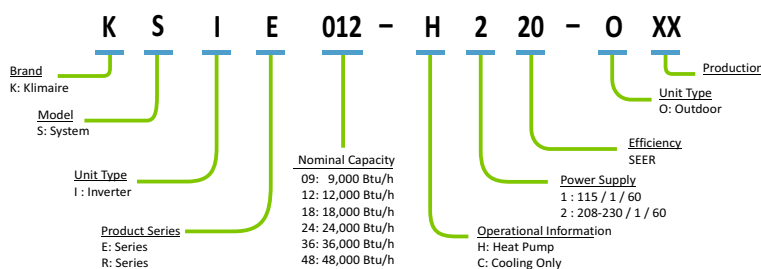 K S I E 012 – H 2 20 – O XX
Brand
K: Klimaire
Model
S: System
Unit Type
I : Inverter
Product Series
E: Series
R: Series
Nominal Capacity
09: 9,000 Btu/h
12: 12,000 Btu/h
18: 18,000 Btu/h
24: 24,000 Btu/h
36: 36,000 Btu/h
48: 48,000 Btu/h
Operational Information
H: Heat Pump
C: Cooling Only
Power Supply
1 : 115 / 1 / 60
2 : 208-230 / 1 / 60
Efficiency
SEER
Unit Type
O: Outdoor
Production